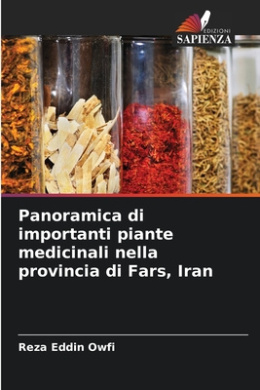 EDIZIONI
SAPIENZA
Panoramica di
importanti piante
medicinali nella
provincia di Fars, Iran
Reza Eddin Owfi